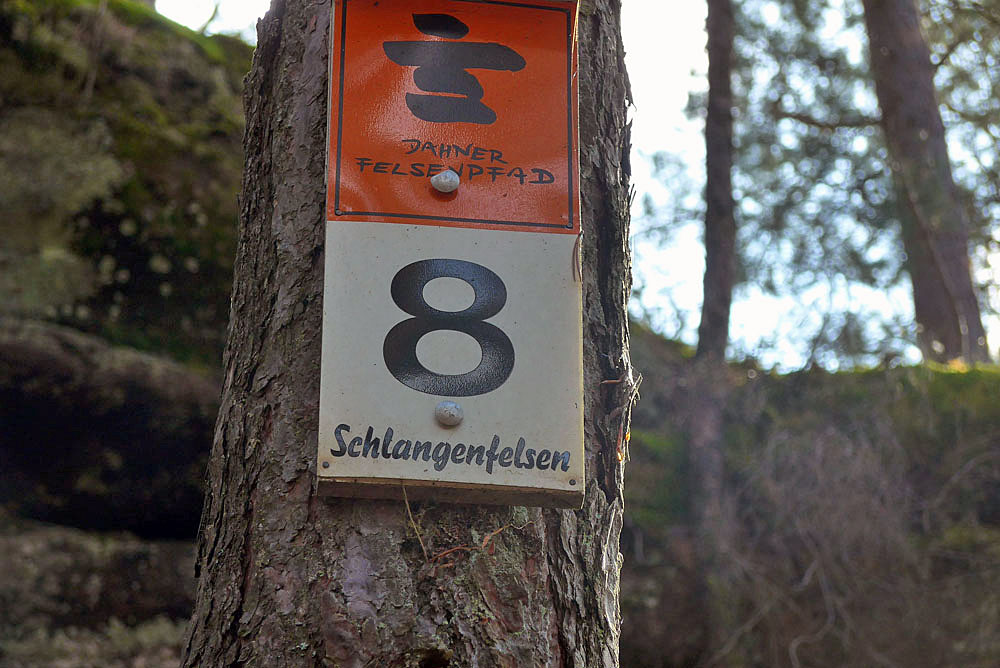 DAHNER
FELSENPFAD
8
Schlangenfelsen